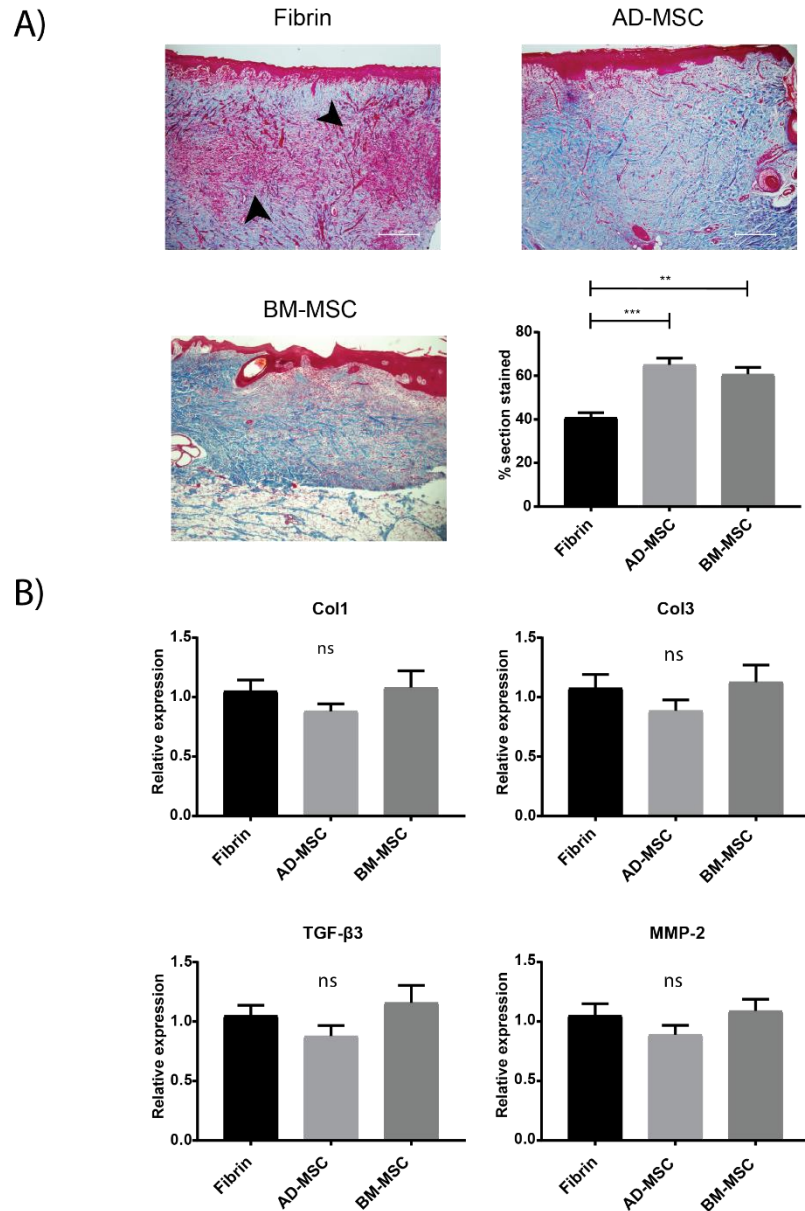 A)
Fibrin
AD-MSC
BM-MSC
**
***
% section stained
80
60
40
20
0
Fibrin
AD-MSC
BM-MSC
B)
Col1
ns
Relative expression
1.5
1.0
0.5
0.0
Fibrin
AD-MSC
BM-MSC
Col3
ns
Relative expression
1.5
1.0
0.5
0.0
Fibrin
AD-MSC
BM-MSC
TGF-β3
ns
Relative expression
1.5
1.0
0.5
0.0
Fibrin
AD-MSC
BM-MSC
MMP-2
ns
Relative expression
1.5
1.0
0.5
0.0
Fibrin
AD-MSC
BM-MSC